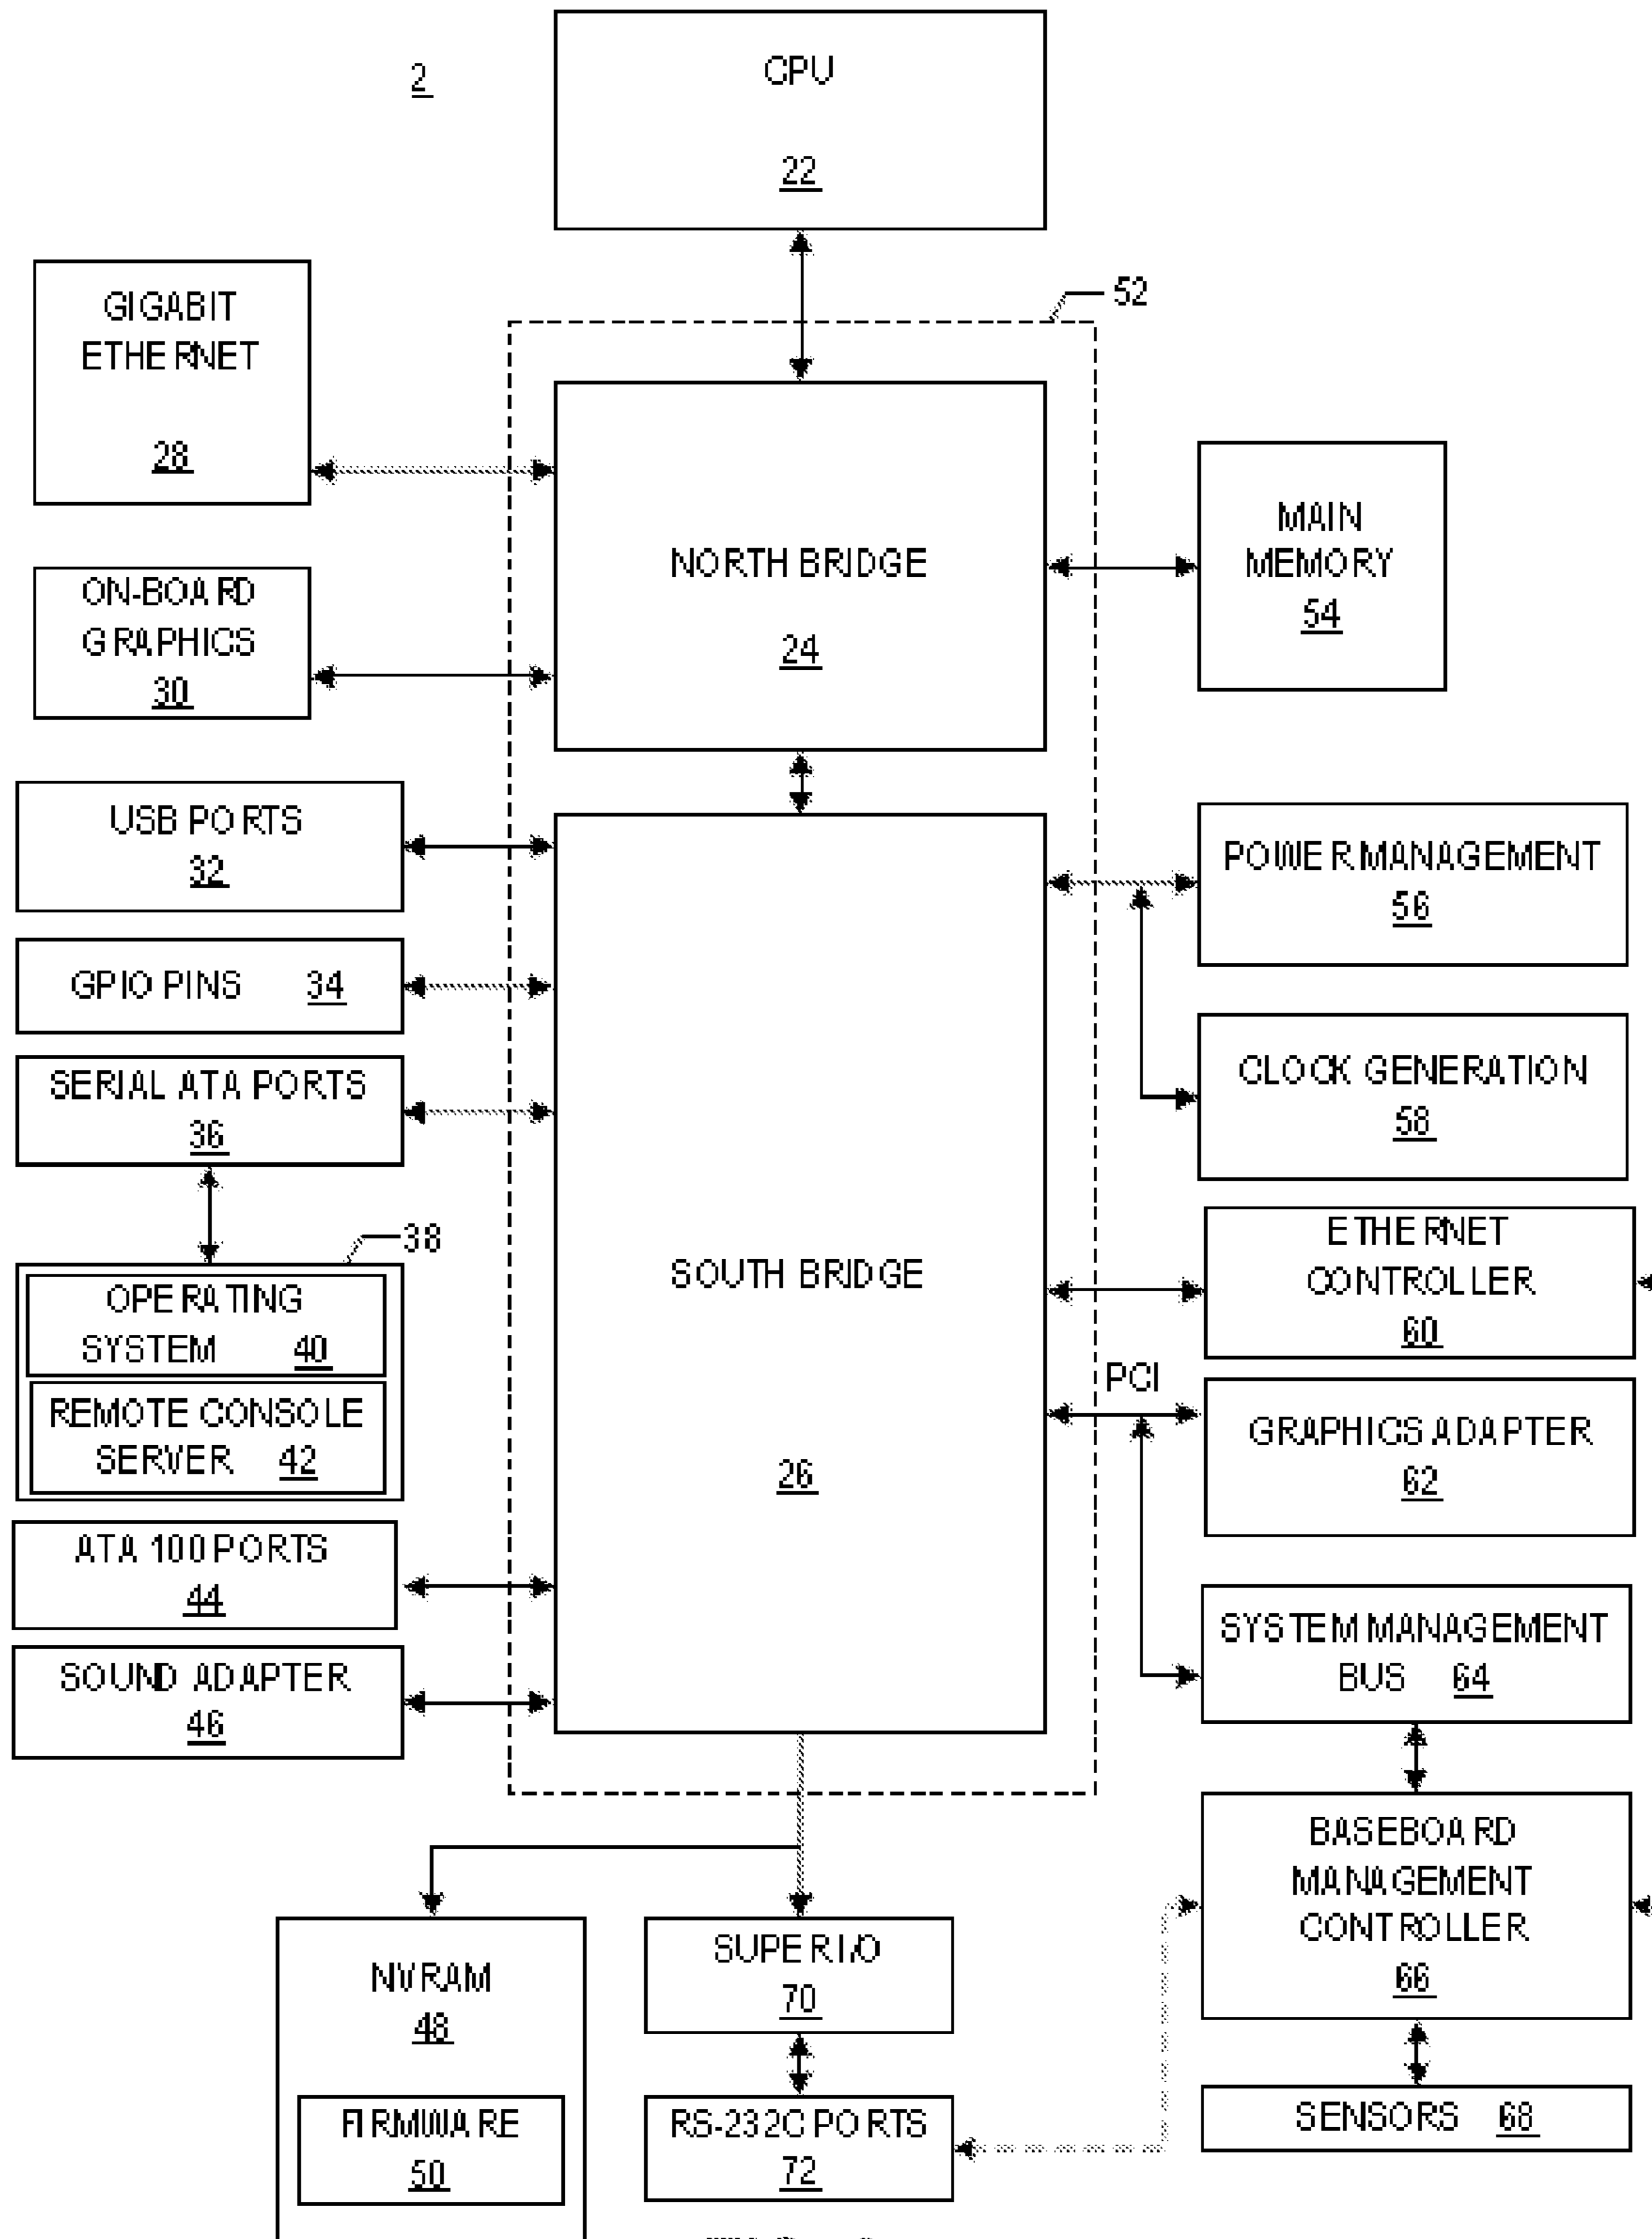 2
CPU
22
52
GIGABIT
ETHERNET
28
NORTH BRIDGE
24
MAIN
MEMORY
54
ON-BOARD
GRAPHICS
30
USB PORTS
32
POWER MANAGEMENT
56
GPIO PINS 34
SERIAL ATA PORTS
36
CLOCK GENERATION
58
38
OPERATING
SYSTEM 40
REMOTE CONSOLE
SERVER 42
SOUTH BRIDGE
26
ETHERNET
CONTROLLER
60
PCI
GRAPHICS ADAPTER
62
ATA 100 PORTS
44
SOUND ADAPTER
46
SYSTEM MANAGEMENT
BUS 64
BASEBOARD
MANAGEMENT
CONTROLLER
66
NVRAM
48
FIRMWARE
50
SUPER I/O
70
RS-232C PORTS
72
SENSORS 68